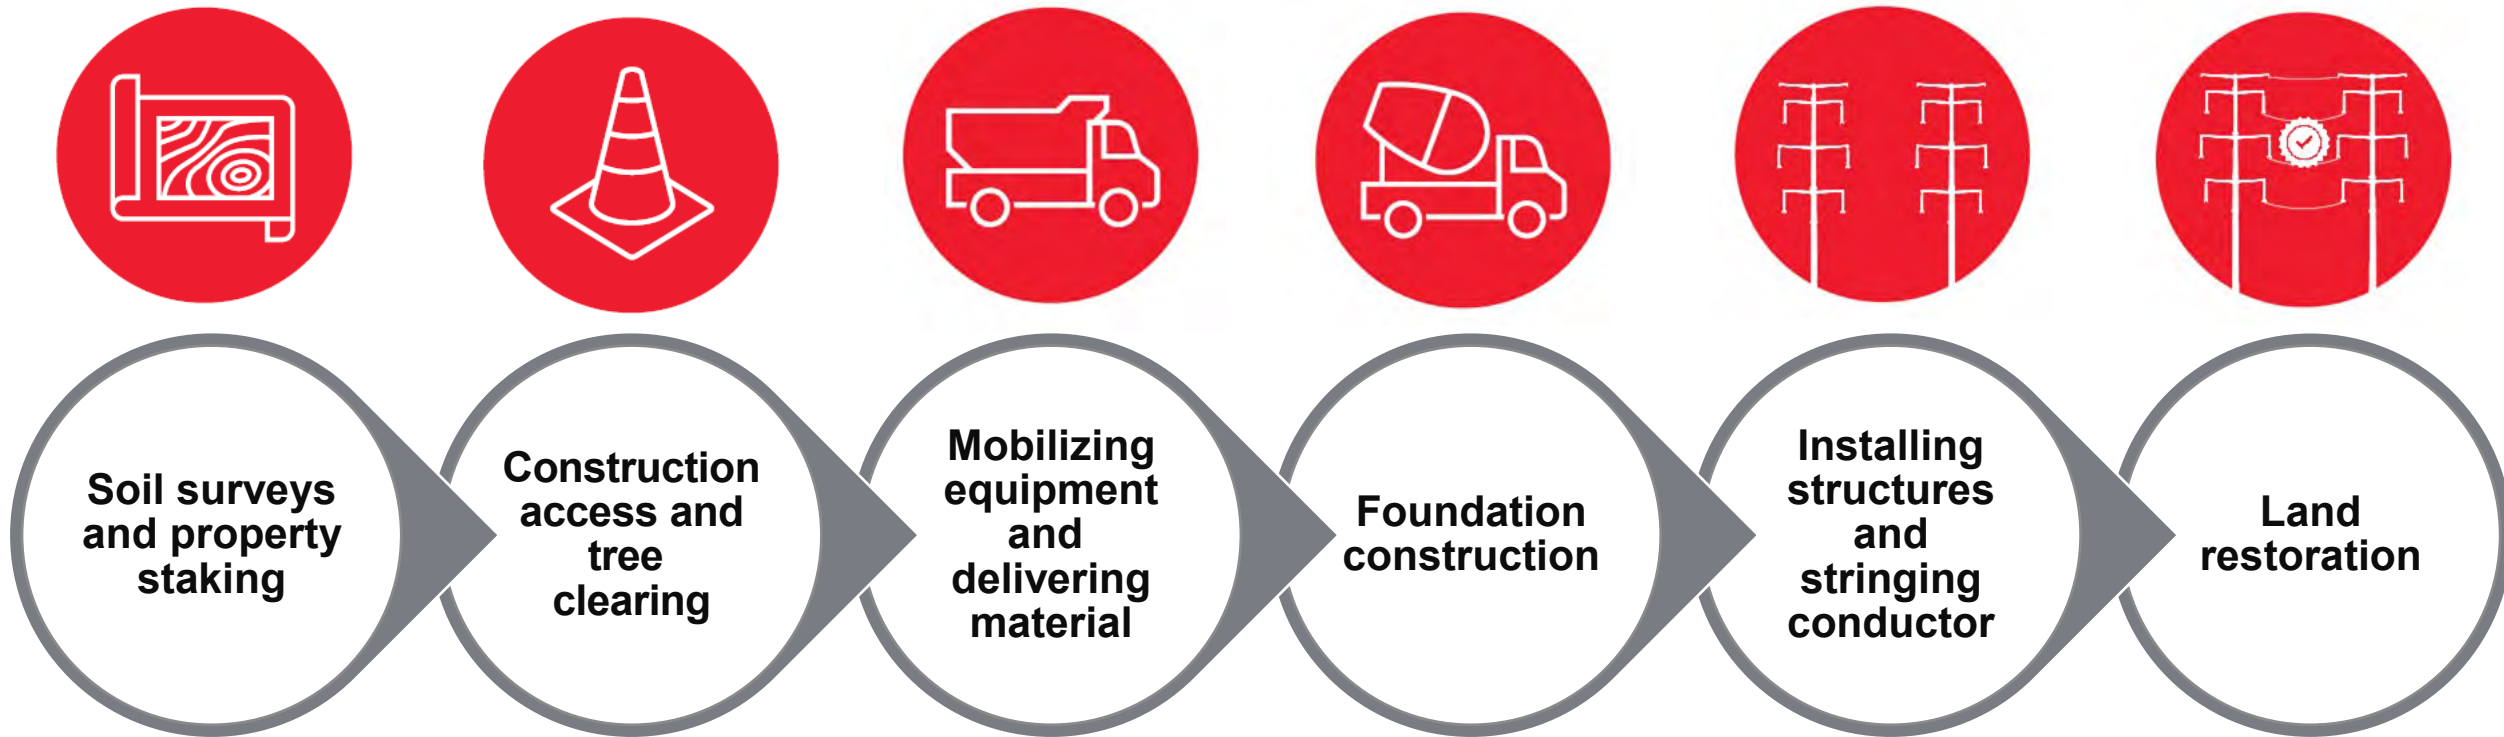 Soil surveys
and property
staking
Construction
access and
tree
clearing
Mobilizing
equipment
and
delivering
material
Foundation
construction
Installing
structures
and
stringing
conductor
Land
restoration